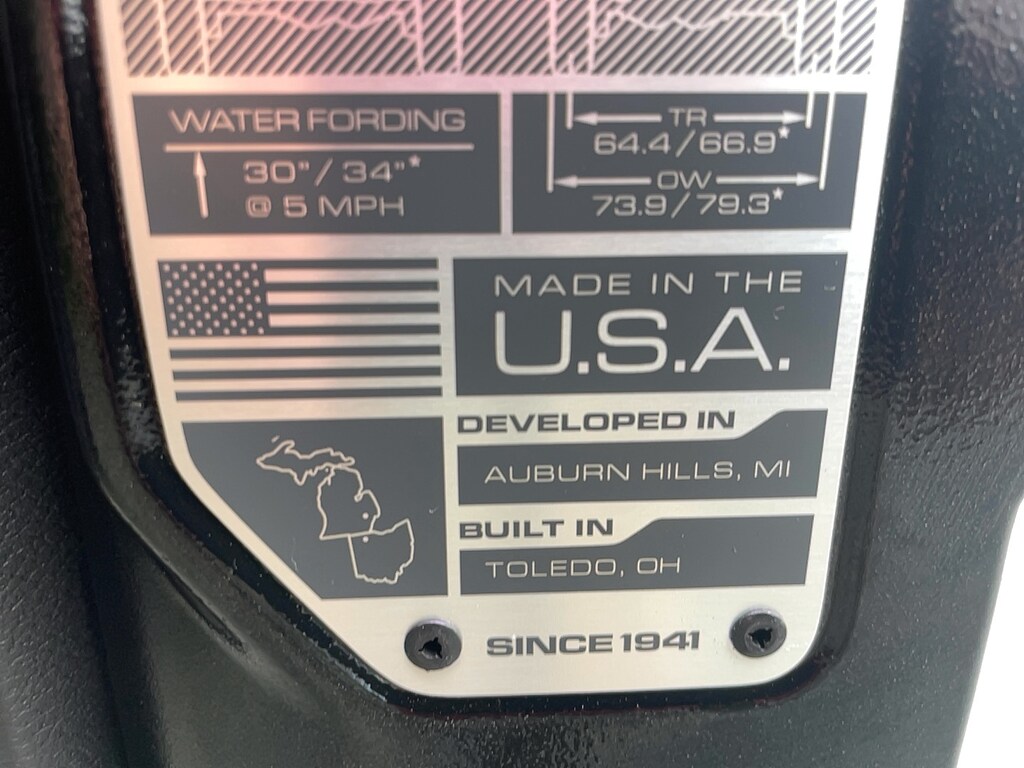 WATER FORDING
30” / 34”*
@ 5 MPH
TR
64.4 / 66.9*
OW
73.9 / 79.3*
MADE IN THE
U.S.A.
DEVELOPED IN
AUBURN HILLS, MI
BUILT IN
TOLEDO, OH
SINCE 1941